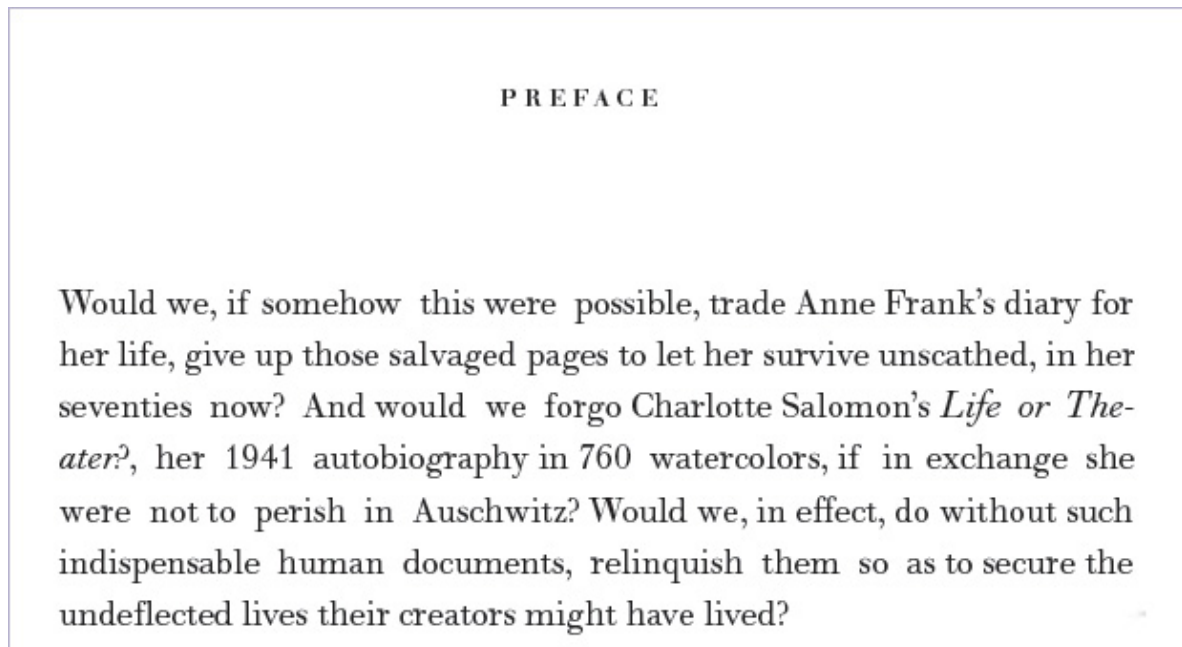 PREFACE
Would we, if somehow this were possible, trade Anne Frank’s diary for
her life, give up those salvaged pages to let her survive unscathed, in her
seventies now? And would we forgo Charlotte Salomon’s Life or The-
ater?, her 1941 autobiography in 760 watercolors, if in exchange she
were not to perish in Auschwitz? Would we, in effect, do without such
indispensable human documents, relinquish them so as to secure the
undeflected lives their creators might have lived?